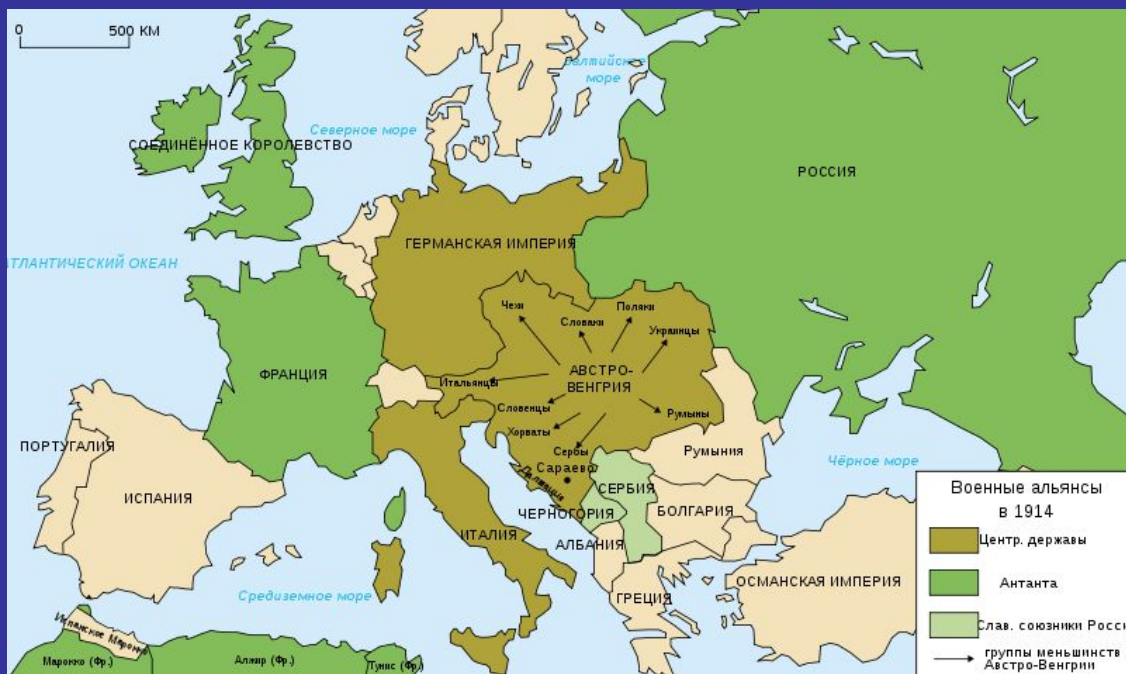 0 500 КМ
Балтийское
море
Северное море
СОЕДИНЁННОЕ КОРОЛЕВСТВО
РОССИЯ
ГЕРМАНСКАЯ ИМПЕРИЯ
АТЛАНТИЧЕСКИЙ ОКЕАН
Чехи
Поляки
Словаки
Украинцы
ФРАНЦИЯ
АВСТРО-
ВЕНГРИЯ
Итальянцы
Словенцы
Румыны
Хорваты
Сербы
Сараево
Далмация
ПОРТУГАЛИЯ
ИСПАНИЯ
Румыния
Чёрное море
СЕРБИЯ
ЧЕРНОГОРИЯ
БОЛГАРИЯ
ИТАЛИЯ
АЛБАНИЯ
ОСМАНСКАЯ ИМПЕРИЯ
ГРЕЦИЯ
Средиземное море
Испанское Марокко
Марокко (Фр.)
Алжир (Фр.)
Тунис (Фр.)
Военные альянсы
в 1914
Центр. державы
Антанта
Слав. союзники Росс
группы меньшинств
Австро-Венгрии